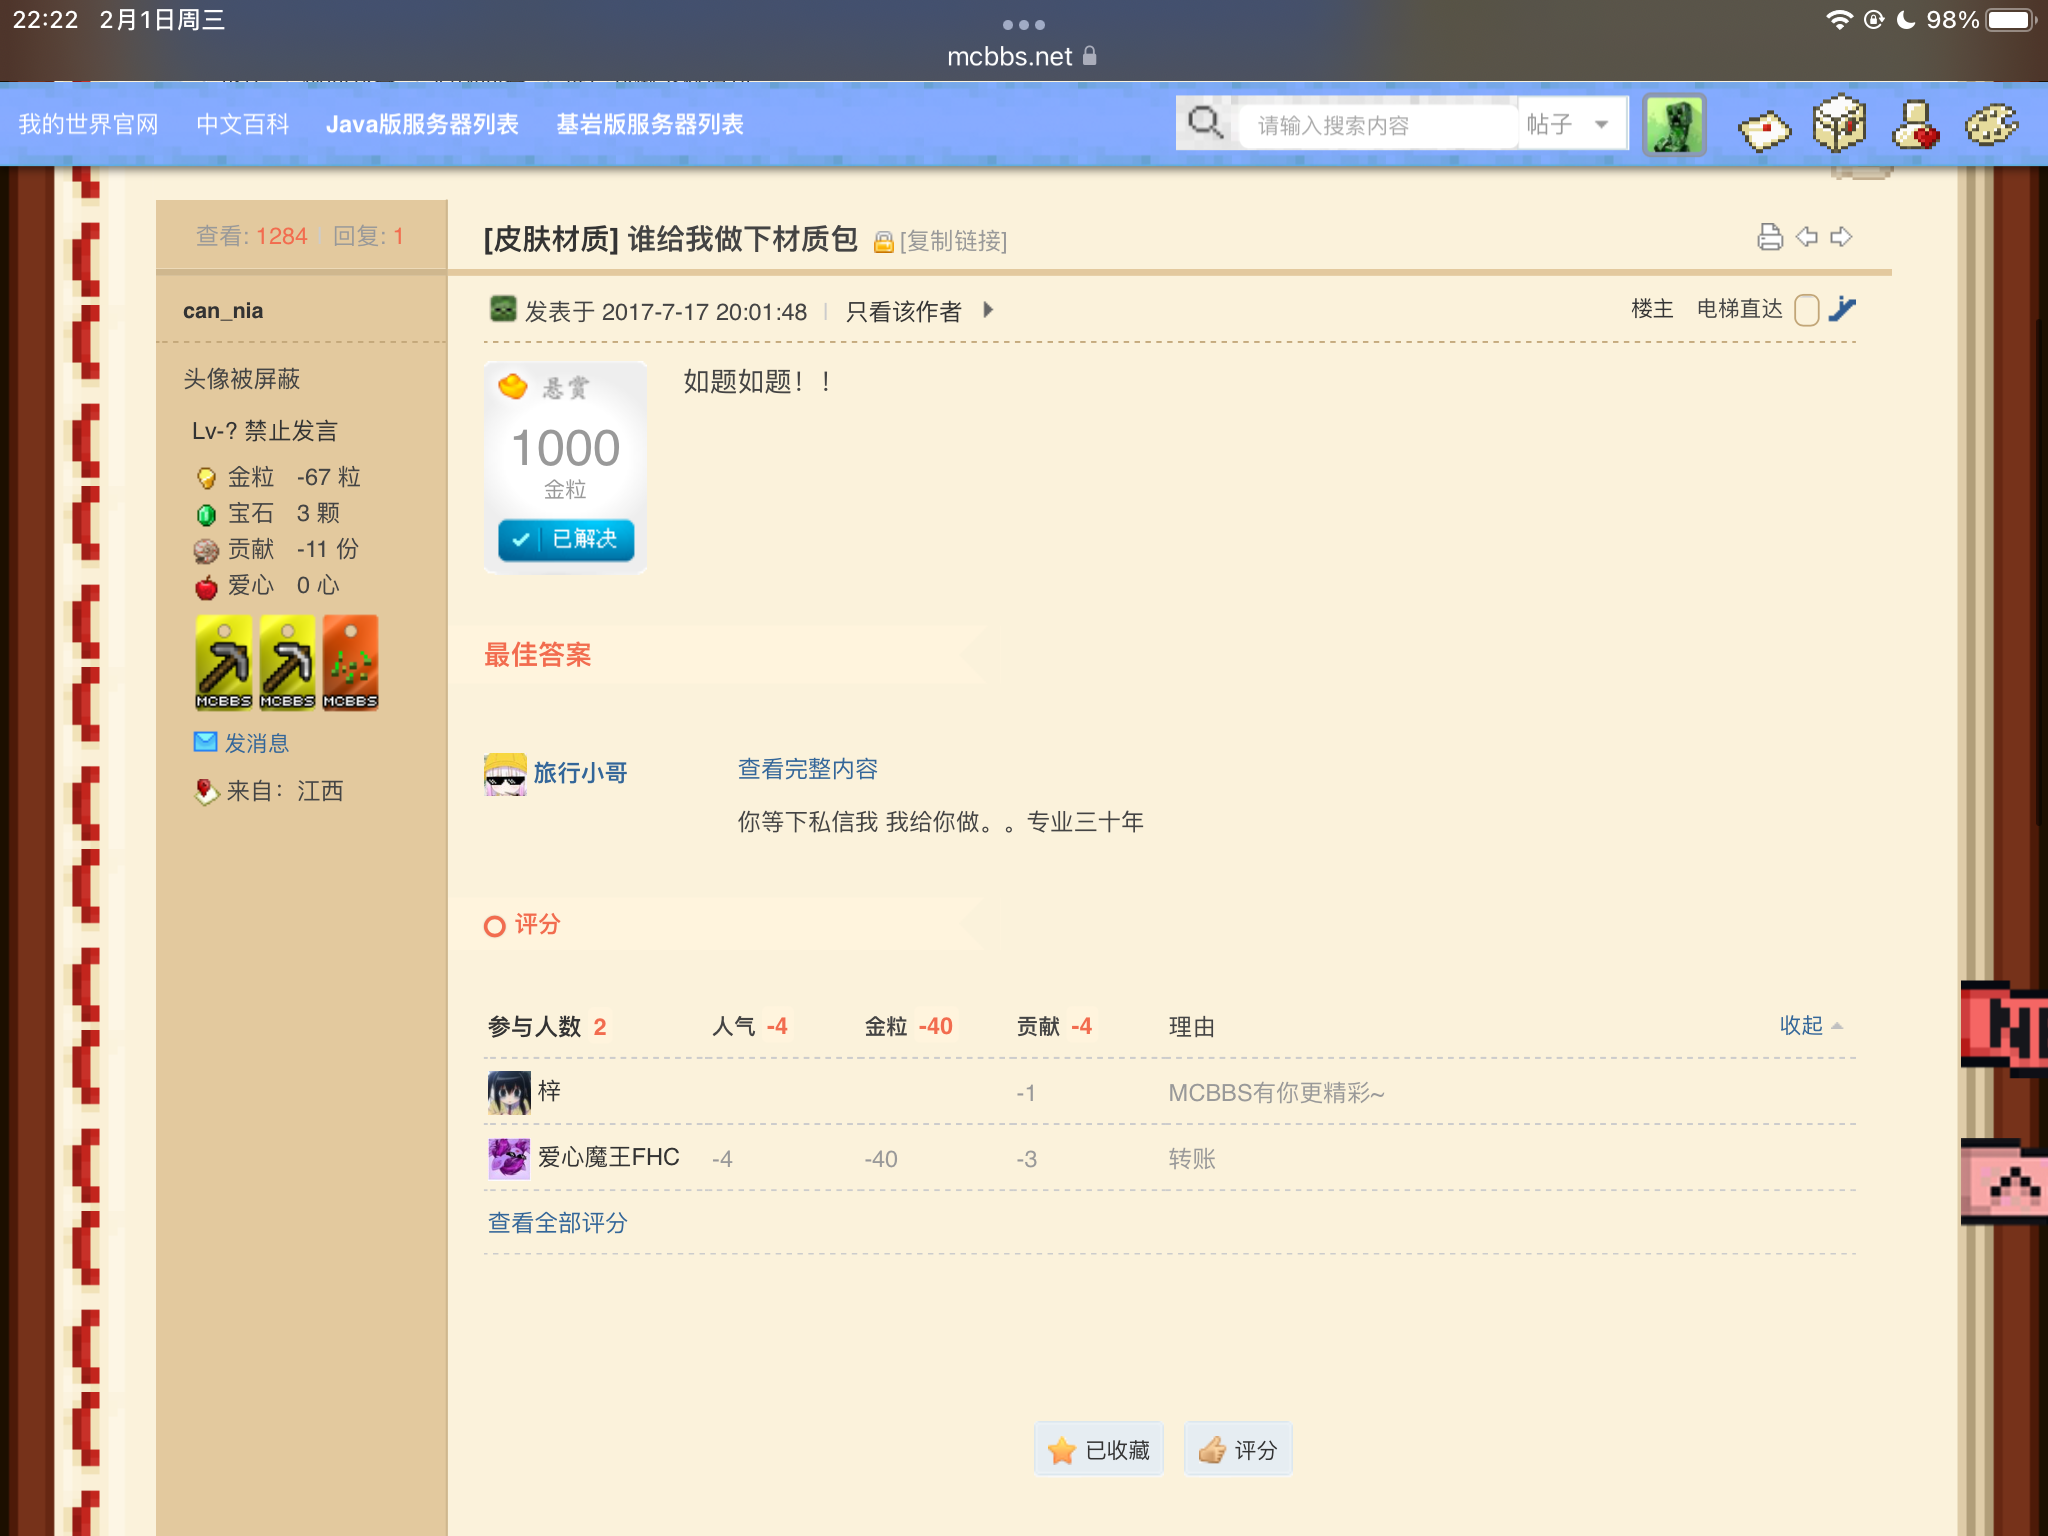 22:22 2月1日周三
98%
mcbbs.net
我的世界官网 中文百科 Java版服务器列表 基岩版服务器列表
请输入搜索内容 帖子
查看: 1284 回复: 1
[皮肤材质] 谁给我做下材质包 [复制链接]
can_nia
发表于 2017-7-17 20:01:48 只看该作者
楼主 电梯直达
头像被屏蔽
Lv-? 禁止发言
金粒 -67 粒
宝石 3 颗
贡献 -11 份
爱心 0 心
MCBBS MCBBS MCBBS
发消息
来自：江西
悬赏
1000
金粒
已解决
如题如题！！
最佳答案
旅行小哥
查看完整内容
你等下私信我 我给你做。。专业三十年
评分
参与人数 2 人气 -4 金粒 -40 贡献 -4 理由 收起
梓 -1 MCBBS有你更精彩~
爱心魔王FHC -4 -40 -3 转账
查看全部评分
已收藏 评分